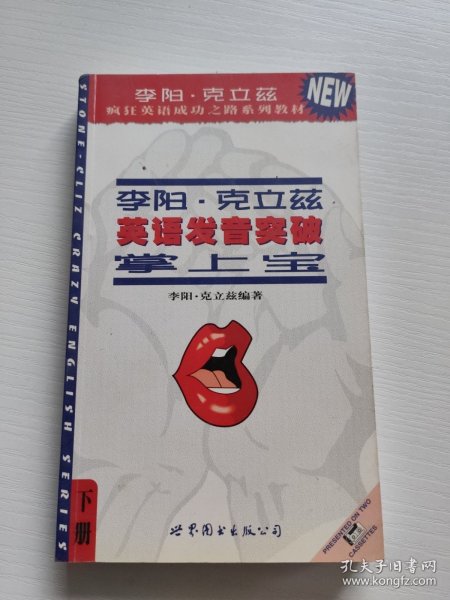 李阳·克立兹
疯狂英语成功之路系列教材
NEW
STONE-CLIZ CRAZY ENGLISH SERIES
李阳·克立兹
英语发音突破
掌上宝
李阳·克立兹编著
下册
世界图书出版公司
PRESENTED ON TWO
CASSETTES
孔夫子旧书网
www.kongfz.com